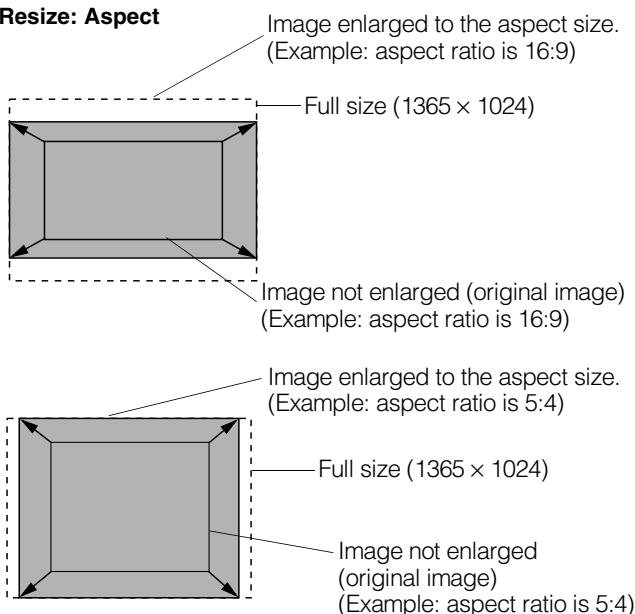 Resize: Aspect
Image enlarged to the aspect size.
(Example: aspect ratio is 16:9)
Full size (1365 × 1024)
Image not enlarged (original image)
(Example: aspect ratio is 16:9)
Image enlarged to the aspect size.
(Example: aspect ratio is 5:4)
Full size (1365 × 1024)
Image not enlarged
(original image)
(Example: aspect ratio is 5:4)